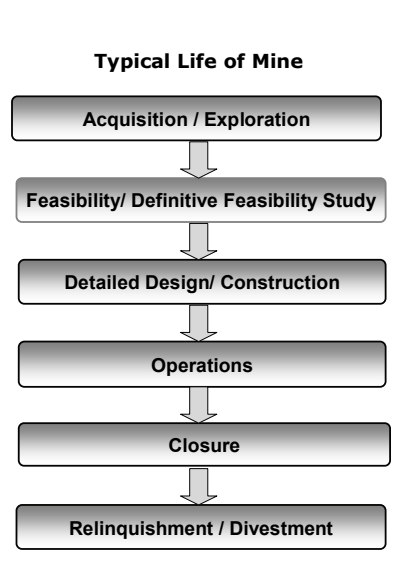 Typical Life of Mine
Acquisition / Exploration
Feasibility/ Definitive Feasibility Study
Detailed Design/ Construction
Operations
Closure
Relinquishment / Divestment